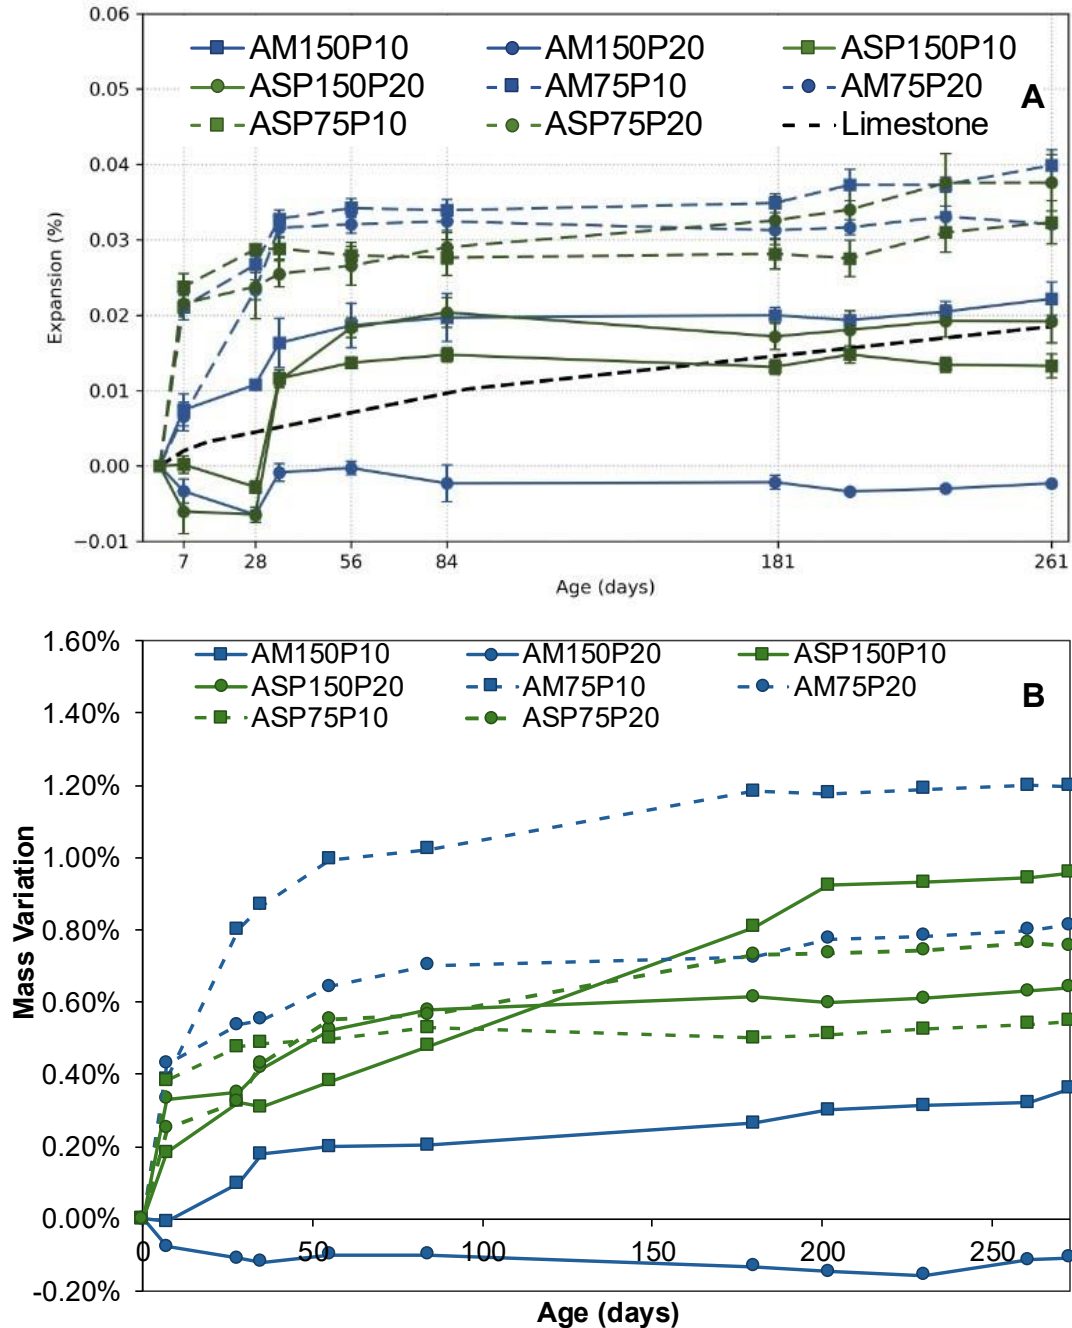 0.06
AM150P10 AM150P20 ASP150P10
0.05
ASP150P20 AM75P10 AM75P20 A
ASP75P10 ASP75P20 Limestone
0.04
0.03
0.02
0.01
0.00
−0.01
Expansion (%)
7 28 56 84 181 261
Age (days)
1.60%
AM150P10 AM150P20 ASP150P10
ASP150P20 AM75P10 AM75P20 B
ASP75P10 ASP75P20
1.40%
1.20%
1.00%
0.80%
0.60%
0.40%
0.20%
0.00%
-0.20%
Mass Variation
0 50 100 150 200 250
Age (days)